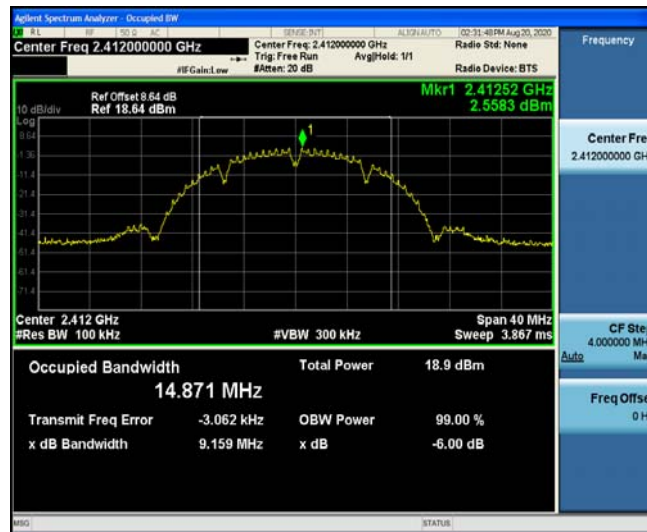 Agilent Spectrum Analyzer - Occupied BW
RL RF 50 Ω AC SENSE:INT ALIGN AUTO 02:31:48 PM Aug 20, 2020
Center Freq 2.412000000 GHz
Center Freq: 2.412000000 GHz
Radio Std: None
Trig: Free Run Avg|Hold: 1/1
#IFGain:Low #Atten: 20 dB Radio Device: BTS
Frequency
Ref Offset 8.64 dB
10 dB/div Ref 18.64 dBm
Mkr1 2.41252 GHz
2.5583 dBm
Log
8.64
-1.36
-11.4
-21.4
-31.4
-41.4
-51.4
-61.4
-71.4
1
Center 2.412 GHz Span 40 MHz
#Res BW 100 kHz #VBW 300 kHz Sweep 3.867 ms
Occupied Bandwidth Total Power 18.9 dBm
14.871 MHz
Transmit Freq Error -3.062 kHz OBW Power 99.00 %
x dB Bandwidth 9.159 MHz x dB -6.00 dB
Center Fre
2.412000000 GH
CF Ste
4.000000 MH
Auto Ma
Freq Offse
0 H
MSG STATUS